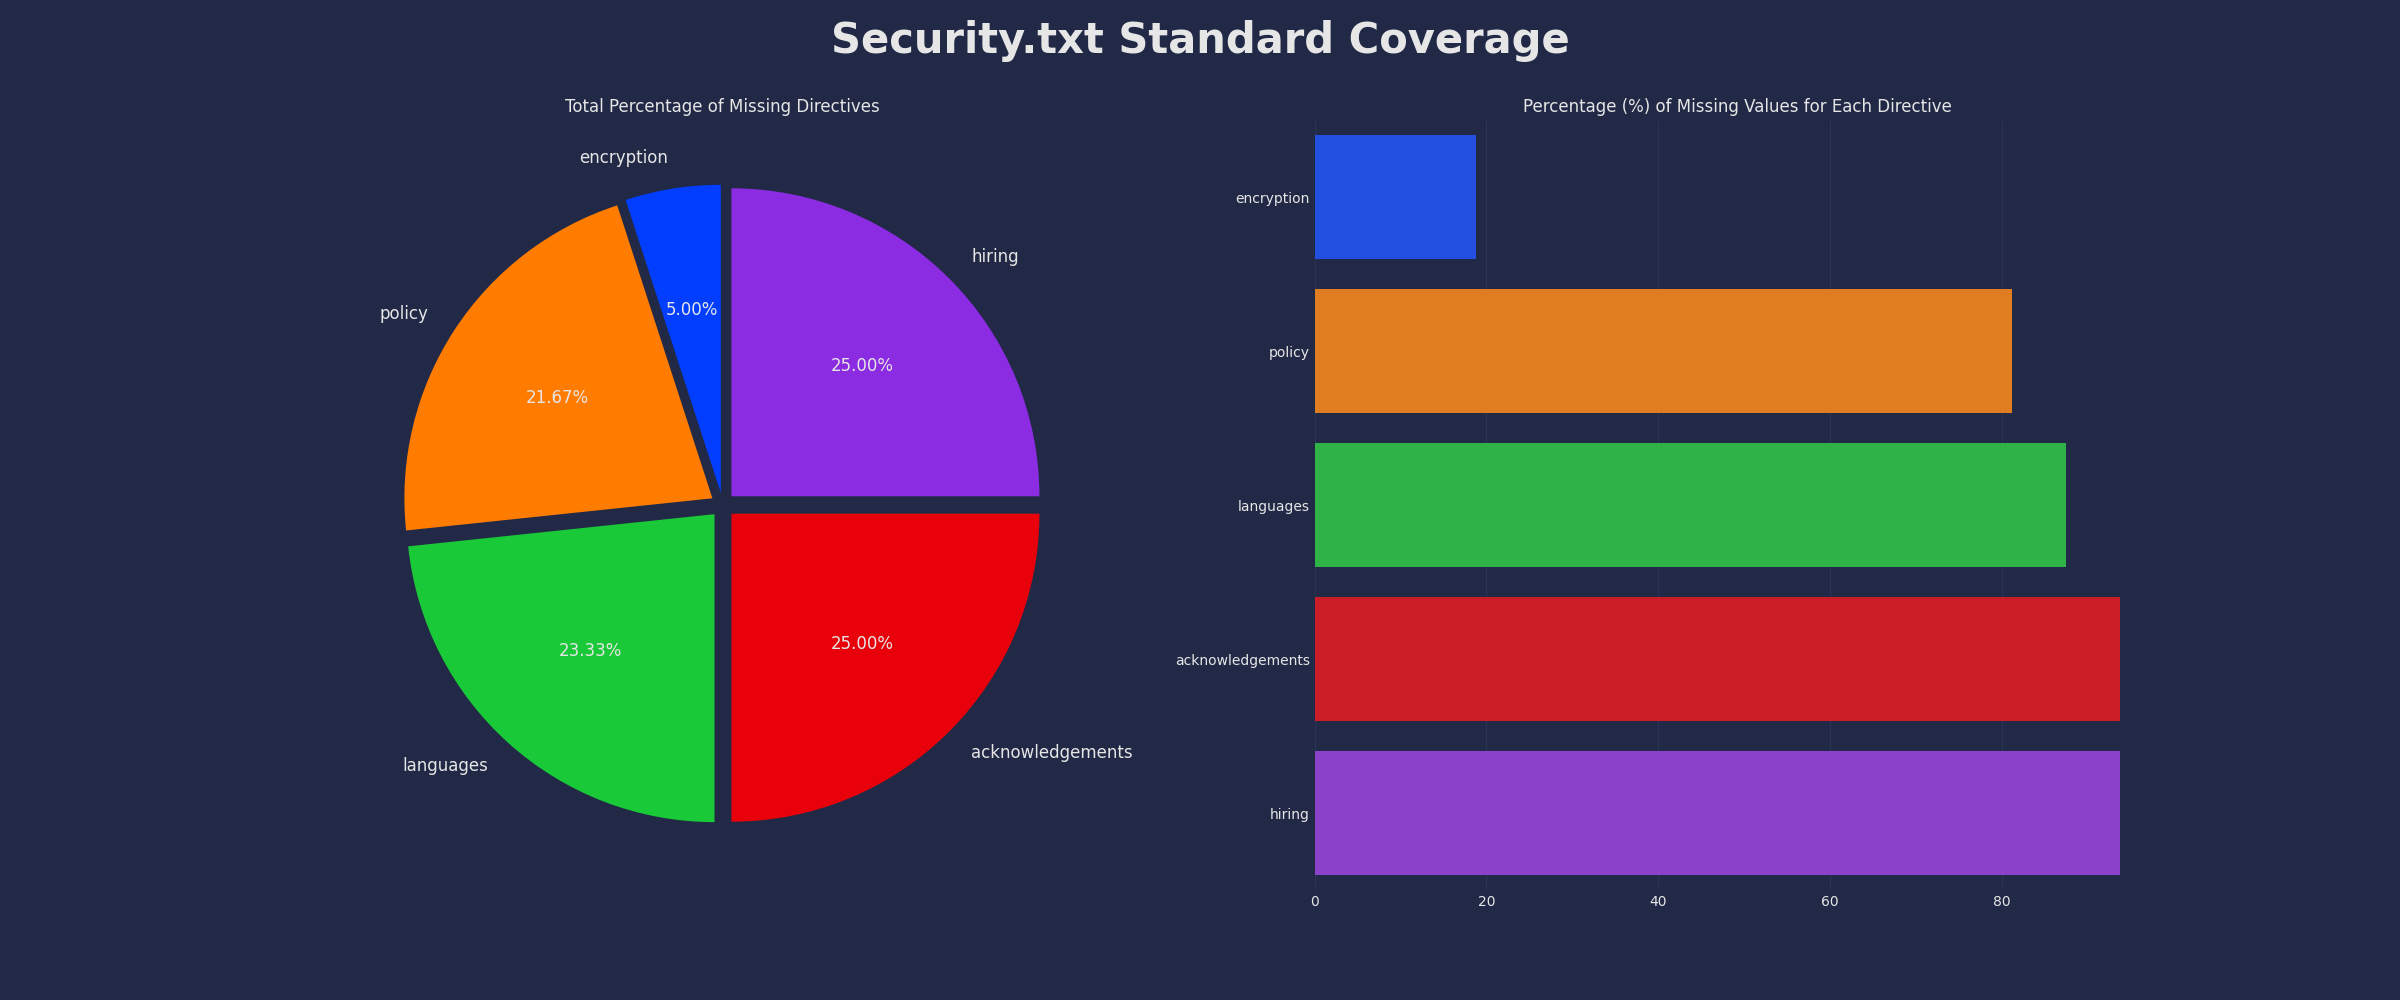 Security.txt Standard Coverage
Total Percentage of Missing Directives
encryption
hiring
policy
5.00%
25.00%
21.67%
23.33%
25.00%
languages
acknowledgements
Percentage (%) of Missing Values for Each Directive
encryption
policy
languages
acknowledgements
hiring
0 20 40 60 80